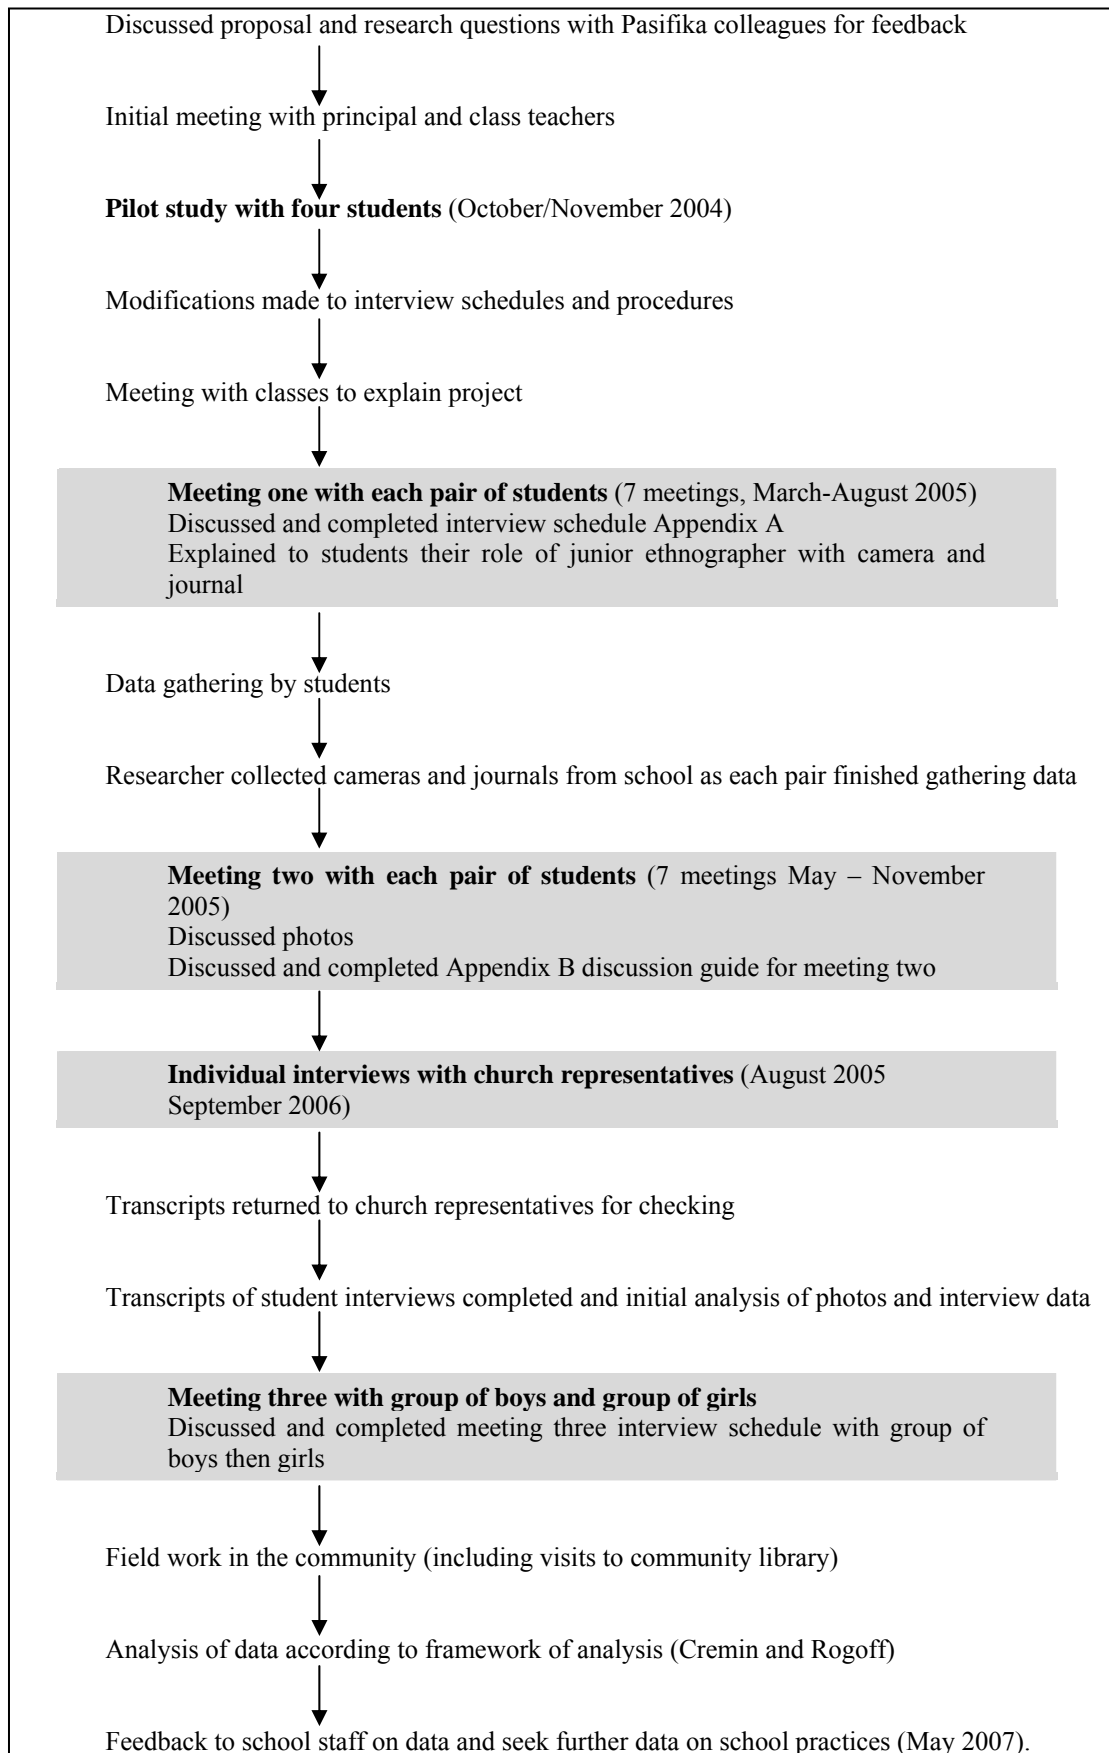 Discussed proposal and research questions with Pasifika colleagues for feedback
Initial meeting with principal and class teachers
Pilot study with four students (October/November 2004)
Modifications made to interview schedules and procedures
Meeting with classes to explain project
Meeting one with each pair of students (7 meetings, March-August 2005)
Discussed and completed interview schedule Appendix A
Explained to students their role of junior ethnographer with camera and
journal
Data gathering by students
Researcher collected cameras and journals from school as each pair finished gathering data
Meeting two with each pair of students (7 meetings May – November
2005)
Discussed photos
Discussed and completed Appendix B discussion guide for meeting two
Individual interviews with church representatives (August 2005
September 2006)
Transcripts returned to church representatives for checking
Transcripts of student interviews completed and initial analysis of photos and interview data
Meeting three with group of boys and group of girls
Discussed and completed meeting three interview schedule with group of
boys then girls
Field work in the community (including visits to community library)
Analysis of data according to framework of analysis (Cremin and Rogoff)
Feedback to school staff on data and seek further data on school practices (May 2007).